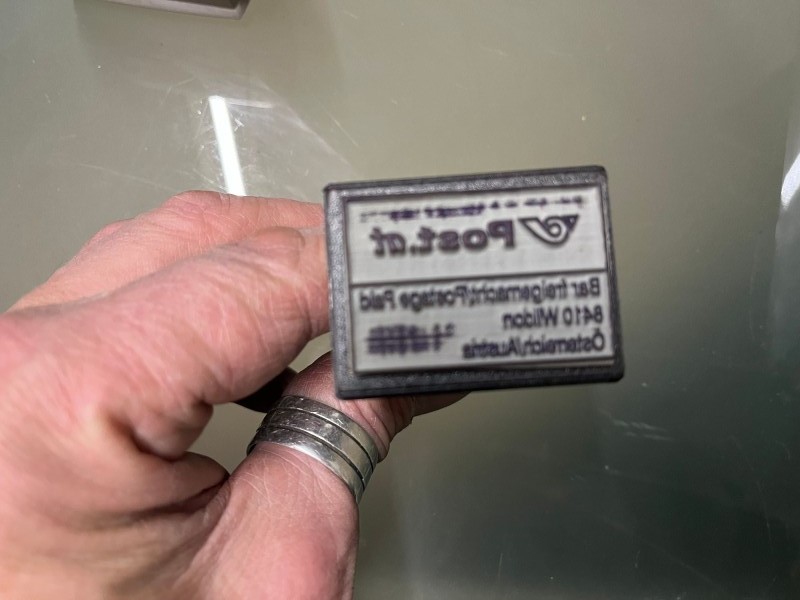 Post.at
Bar freigemacht/Postage Paid
8410 Wildon
Österreich/Austria